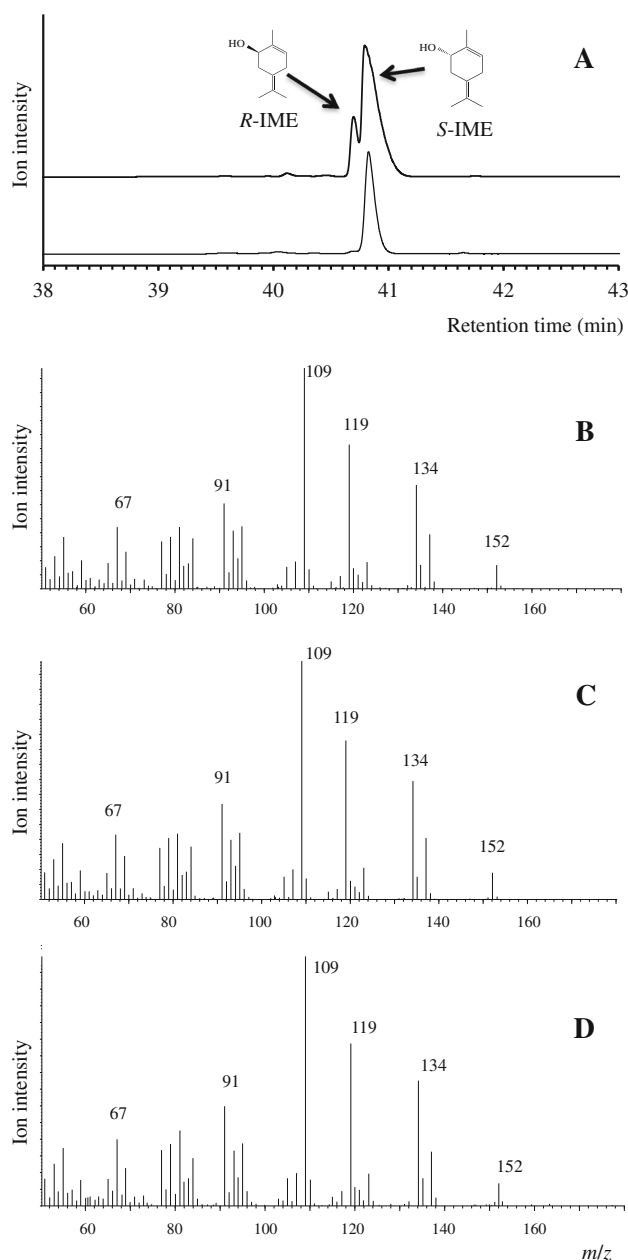 A
HO
HO
R-IME
S-IME
Ion intensity
38 39 40 41 42 43
Retention time (min)
B
109
119
134
91
67
152
Ion intensity
60 80 100 120 140 160
C
109
119
134
91
67
152
Ion intensity
60 80 100 120 140 160 180
D
109
119
134
91
67
152
Ion intensity
60 80 100 120 140 160
m/z